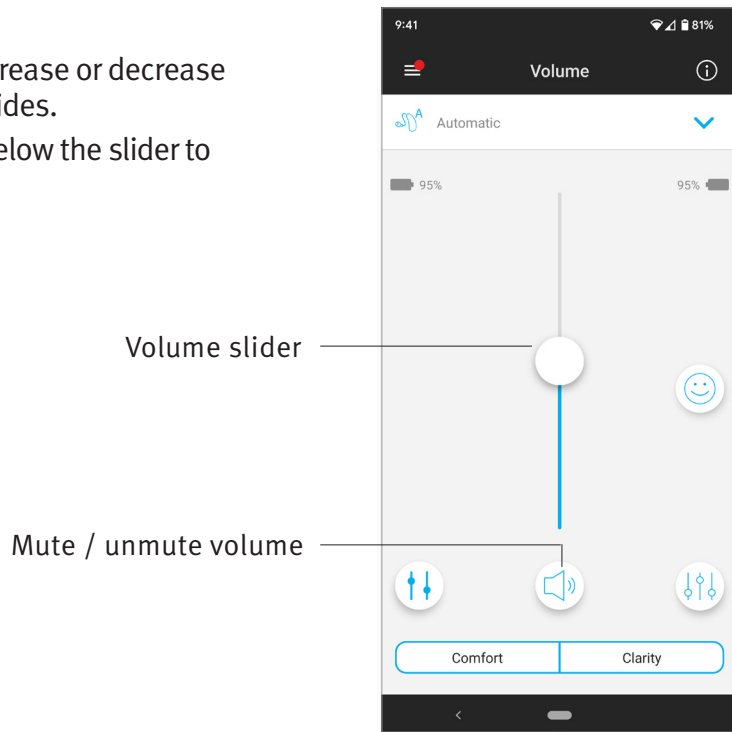 rease or decrease
ides.
elow the slider to
Volume slider
Mute / unmute volume
9:41
81%
Volume
A
Automatic
95%
95%
Comfort
Clarity